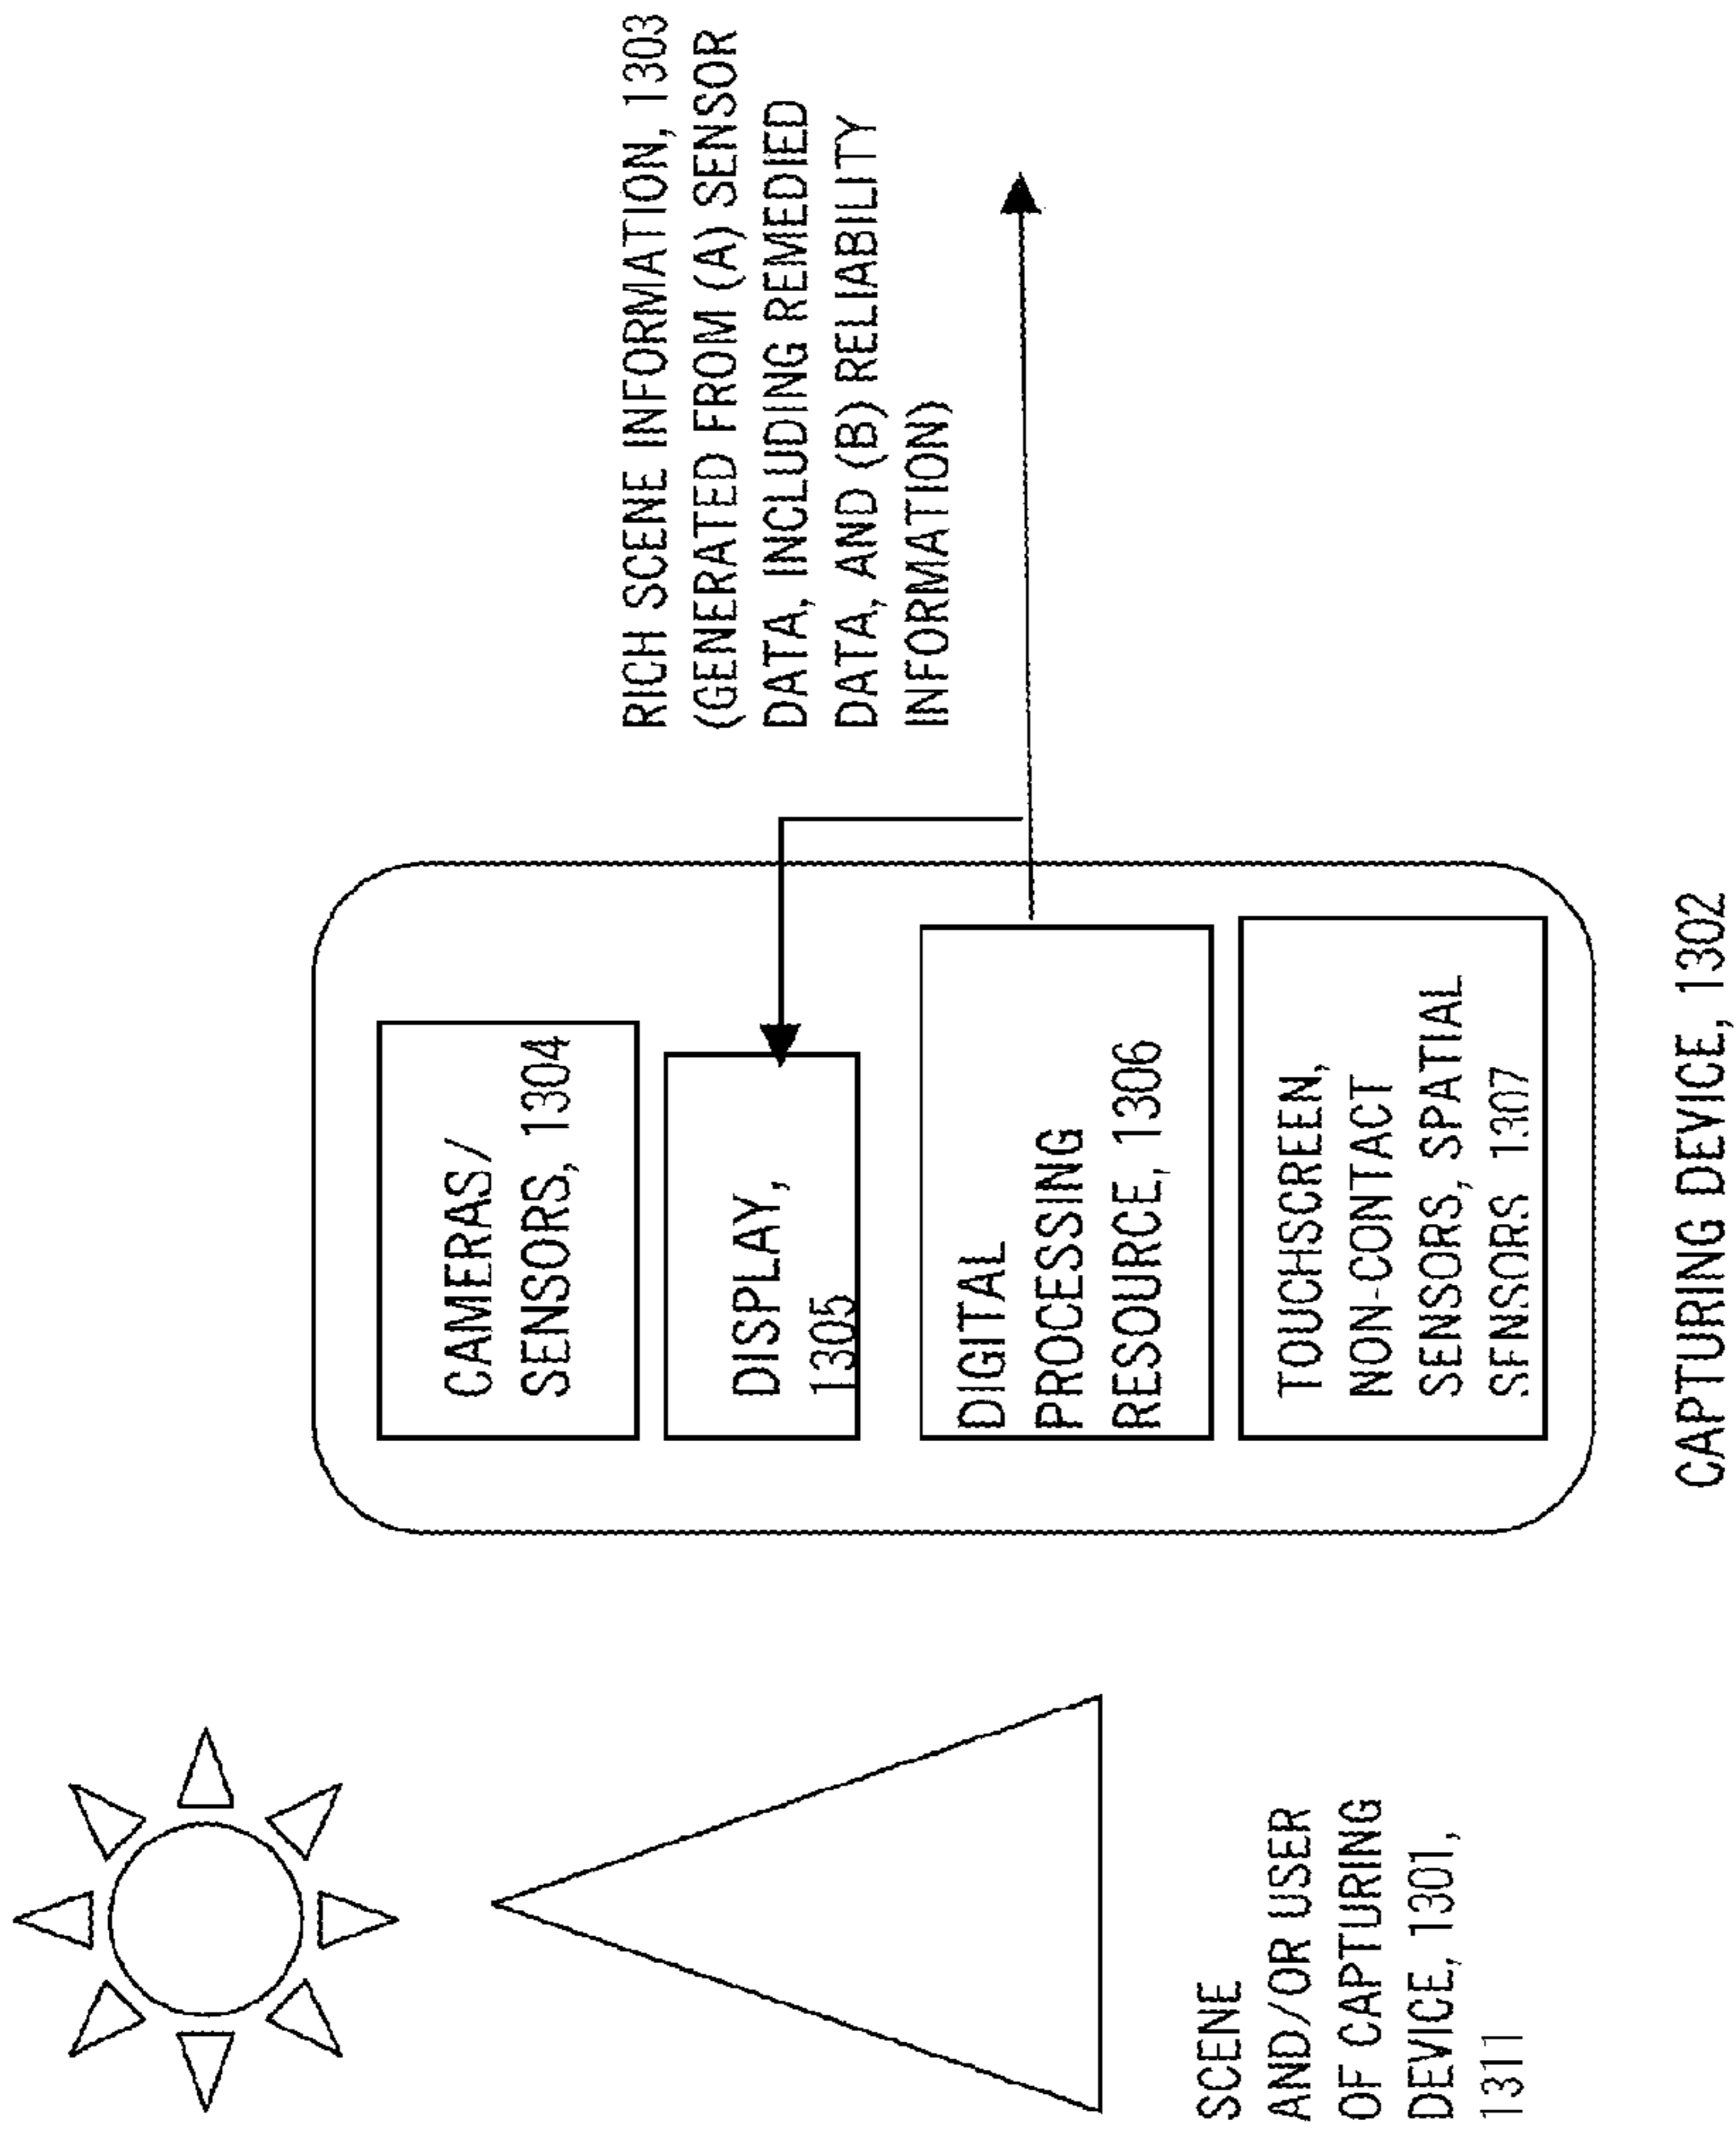 SCENE
AND/OR USER
OF CAPTURING
DEVICE, 1301,
1311
CAMERAS/
SENSORS, 1304
DISPLAY,
1305
DIGITAL
PROCESSING
RESOURCE, 1306
TOUCHSCREEN,
NON-CONTACT
SENSORS, SPATIAL
SENSORS 1307
CAPTURING DEVICE, 1302
RICH SCENE INFORMATION, 1303
(GENERATED FROM (A) SENSOR
DATA, INCLUDING REMEDIED
DATA, AND (B) RELIABILITY
INFORMATION)